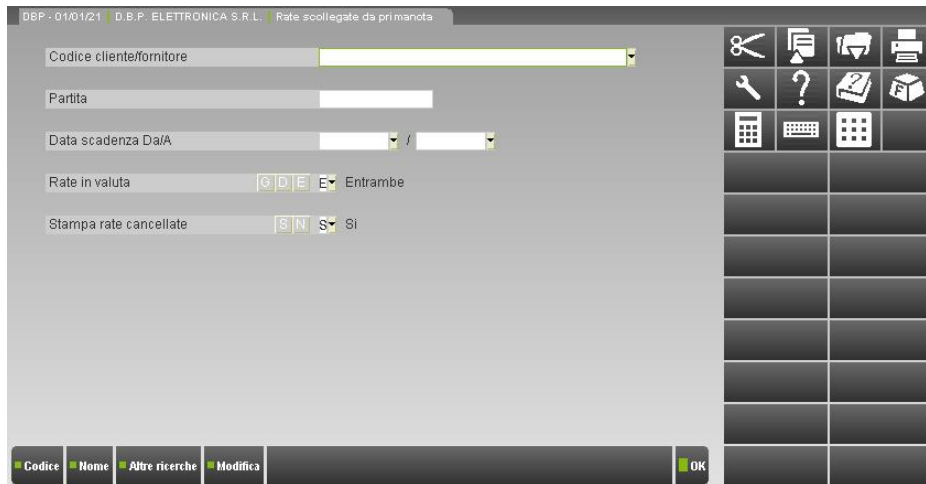 DBP - 01/01/21 D.B.P. ELETTRONICA S.R.L. Rate scollegate da primanota
Codice cliente/fornitore
Partita
Data scadenza Da/A /
Rate in valuta G D E E Entrambe
Stampa rate cancellate S N S Si
Codice Nome Altre ricerche Modifica OK
? ? F